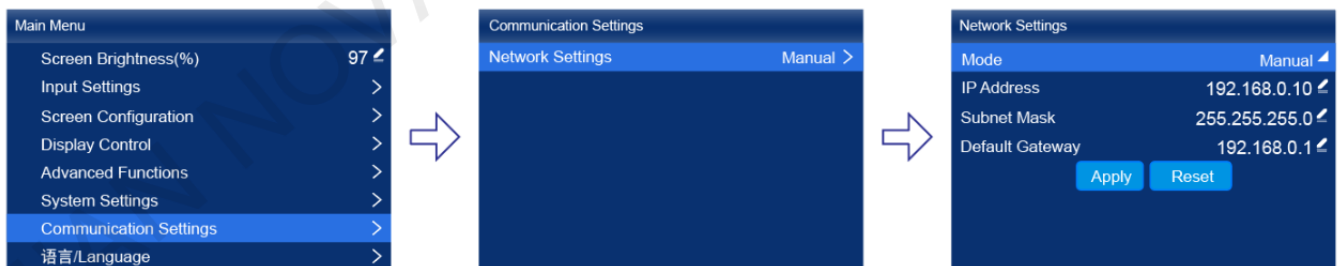 Main Menu
Screen Brightness(%) 97
Input Settings
Screen Configuration
Display Control
Advanced Functions
System Settings
Communication Settings
语言/Language
Communication Settings
Network Settings Manual
Network Settings
Mode Manual
IP Address 192.168.0.10
Subnet Mask 255.255.255.0
Default Gateway 192.168.0.1
Apply Reset